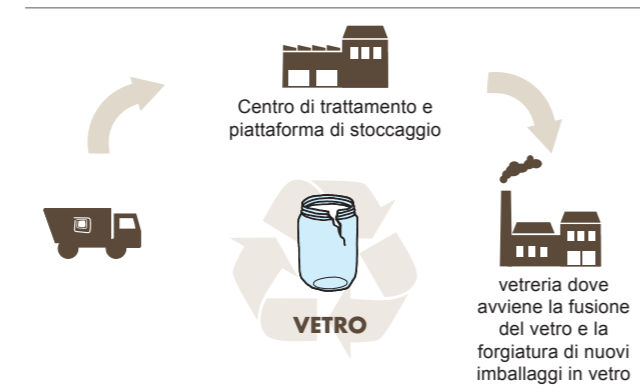 Centro di trattamento e
piattaforma di stoccaggio
VETRO
vetreria dove
avviene la fusione
del vetro e la
forgiatura di nuovi
imballaggi in vetro